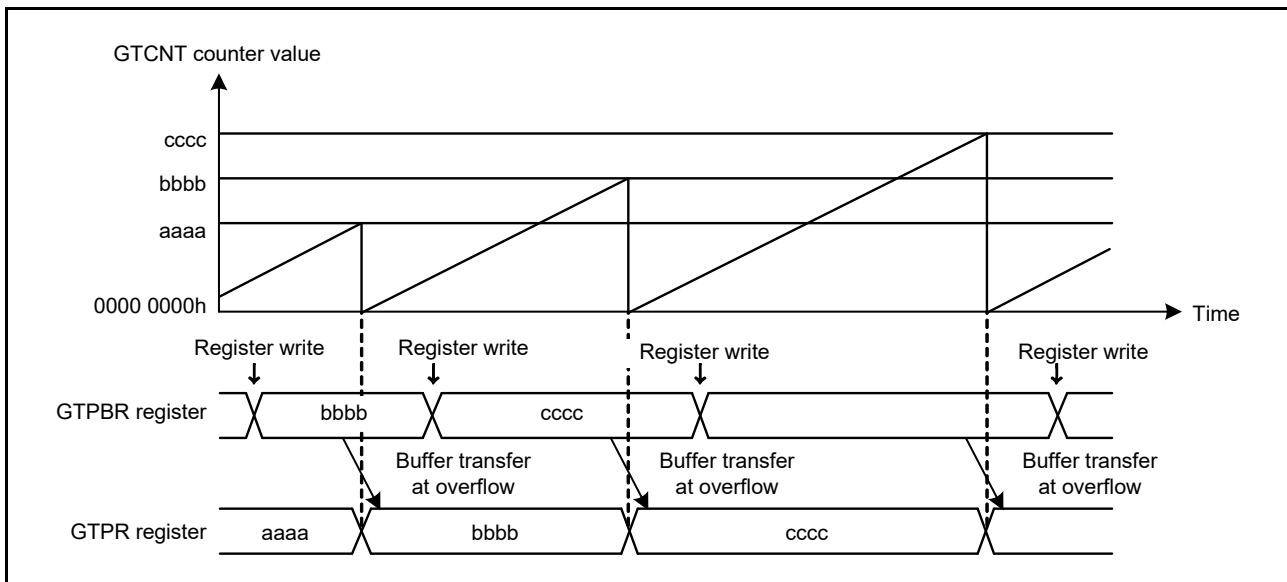 GTCNT counter value
cccc
bbbb
aaaa
0000 0000h
Time
Register write
Register write
Register write
Register write
GTPBR register
bbbb
cccc
Buffer transfer
at overflow
Buffer transfer
at overflow
Buffer transfer
at overflow
GTPR register
aaaa
bbbb
cccc